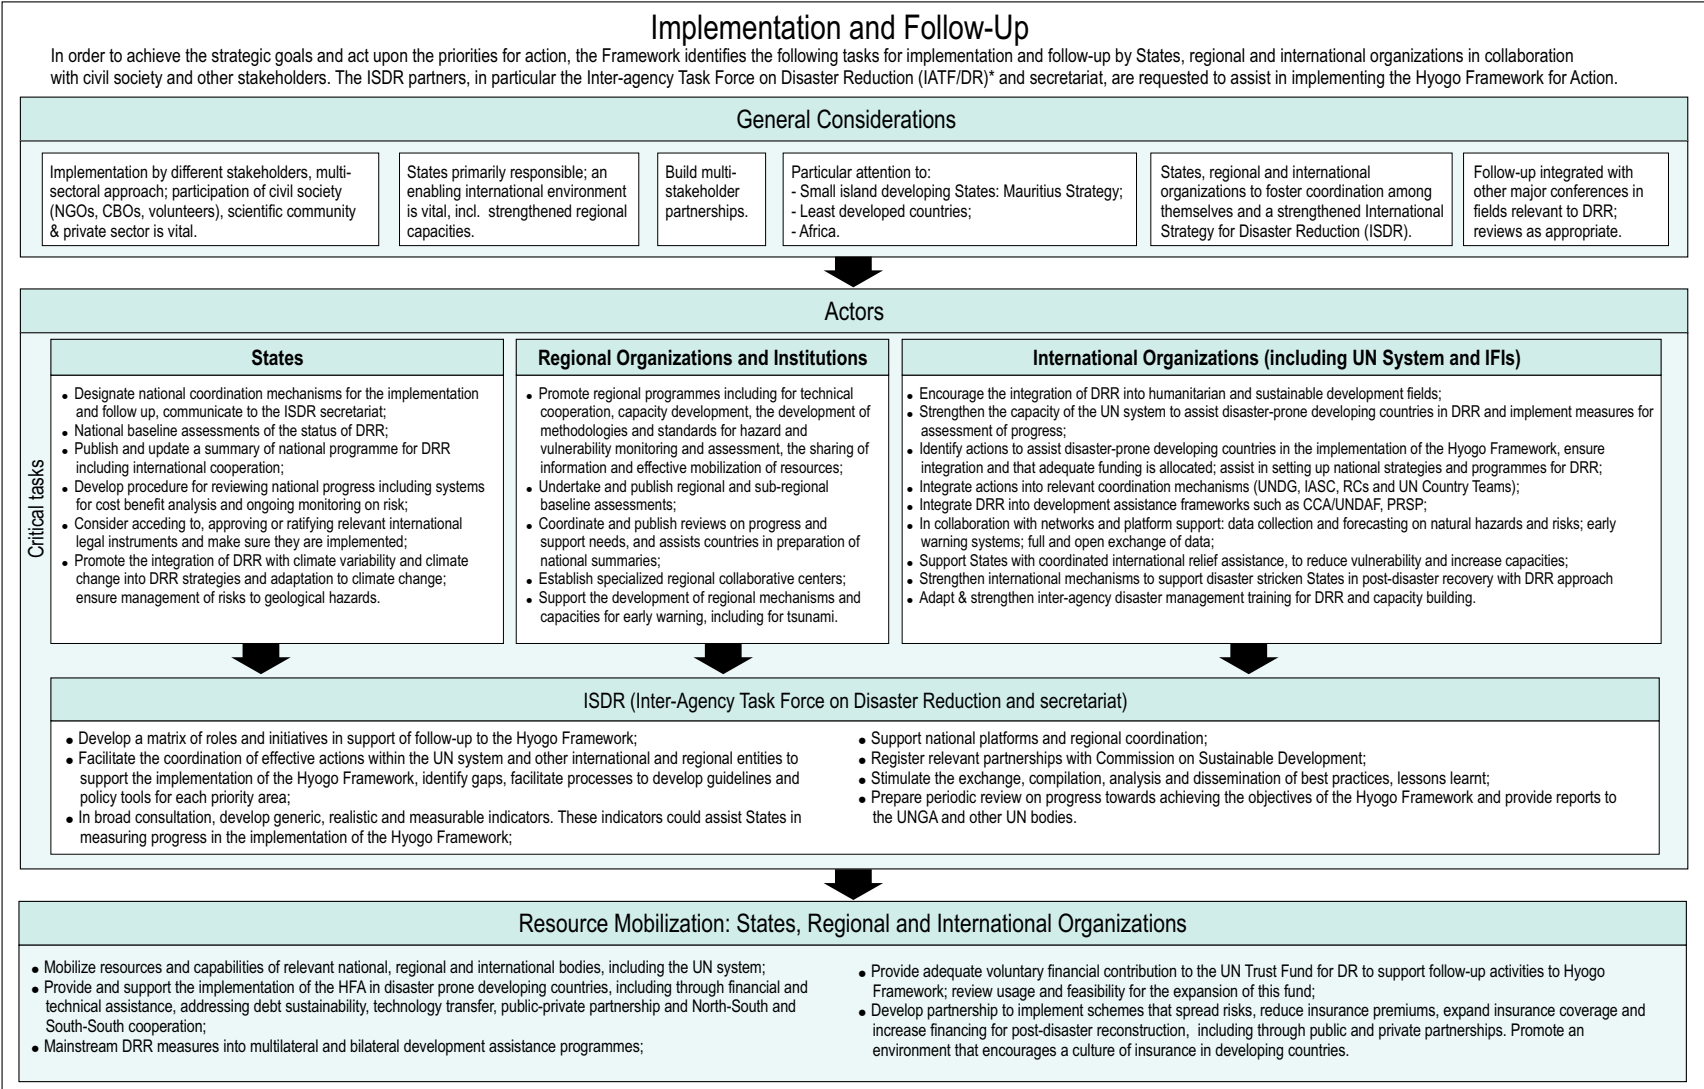 Implementation and Follow-Up
In order to achieve the strategic goals and act upon the priorities for action, the Framework identifies the following tasks for implementation and follow-up by States, regional and international organizations in collaboration
with civil society and other stakeholders. The ISDR partners, in particular the Inter-agency Task Force on Disaster Reduction (IATF/DR)* and secretariat, are requested to assist in implementing the Hyogo Framework for Action.
General Considerations
Implementation by different stakeholders, multi-
sectoral approach; participation of civil society
(NGOs, CBOs, volunteers), scientific community
& private sector is vital.
States primarily responsible; an
enabling international environment
is vital, incl. strengthened regional
capacities.
Build multi-
stakeholder
partnerships.
Particular attention to:
- Small island developing States: Mauritius Strategy;
- Least developed countries;
- Africa.
States, regional and international
organizations to foster coordination among
themselves and a strengthened International
Strategy for Disaster Reduction (ISDR).
Follow-up integrated with
other major conferences in
fields relevant to DRR;
reviews as appropriate.
Actors
Critical tasks
States
• Designate national coordination mechanisms for the implementation
and follow up, communicate to the ISDR secretariat;
• National baseline assessments of the status of DRR;
• Publish and update a summary of national programme for DRR
including international cooperation;
• Develop procedure for reviewing national progress including systems
for cost benefit analysis and ongoing monitoring on risk;
• Consider acceding to, approving or ratifying relevant international
legal instruments and make sure they are implemented;
• Promote the integration of DRR with climate variability and climate
change into DRR strategies and adaptation to climate change;
ensure management of risks to geological hazards.
Regional Organizations and Institutions
• Promote regional programmes including for technical
cooperation, capacity development, the development of
methodologies and standards for hazard and
vulnerability monitoring and assessment, the sharing of
information and effective mobilization of resources;
• Undertake and publish regional and sub-regional
baseline assessments;
• Coordinate and publish reviews on progress and
support needs, and assists countries in preparation of
national summaries;
• Establish specialized regional collaborative centers;
• Support the development of regional mechanisms and
capacities for early warning, including for tsunami.
International Organizations (including UN System and IFIs)
• Encourage the integration of DRR into humanitarian and sustainable development fields;
• Strengthen the capacity of the UN system to assist disaster-prone developing countries in DRR and implement measures for
assessment of progress;
• Identify actions to assist disaster-prone developing countries in the implementation of the Hyogo Framework, ensure
integration and that adequate funding is allocated; assist in setting up national strategies and programmes for DRR;
• Integrate actions into relevant coordination mechanisms (UNDG, IASC, RCs and UN Country Teams);
• Integrate DRR into development assistance frameworks such as CCA/UNDAF, PRSP;
• In collaboration with networks and platform support: data collection and forecasting on natural hazards and risks; early
warning systems; full and open exchange of data;
• Support States with coordinated international relief assistance, to reduce vulnerability and increase capacities;
• Strengthen international mechanisms to support disaster stricken States in post-disaster recovery with DRR approach
• Adapt & strengthen inter-agency disaster management training for DRR and capacity building.
ISDR (Inter-Agency Task Force on Disaster Reduction and secretariat)
• Develop a matrix of roles and initiatives in support of follow-up to the Hyogo Framework;
• Facilitate the coordination of effective actions within the UN system and other international and regional entities to
support the implementation of the Hyogo Framework, identify gaps, facilitate processes to develop guidelines and
policy tools for each priority area;
• In broad consultation, develop generic, realistic and measurable indicators. These indicators could assist States in
measuring progress in the implementation of the Hyogo Framework;
• Support national platforms and regional coordination;
• Register relevant partnerships with Commission on Sustainable Development;
• Stimulate the exchange, compilation, analysis and dissemination of best practices, lessons learnt;
• Prepare periodic review on progress towards achieving the objectives of the Hyogo Framework and provide reports to
the UNGA and other UN bodies.
Resource Mobilization: States, Regional and International Organizations
• Mobilize resources and capabilities of relevant national, regional and international bodies, including the UN system;
• Provide and support the implementation of the HFA in disaster prone developing countries, including through financial and
technical assistance, addressing debt sustainability, technology transfer, public-private partnership and North-South and
South-South cooperation;
• Mainstream DRR measures into multilateral and bilateral development assistance programmes;
• Provide adequate voluntary financial contribution to the UN Trust Fund for DR to support follow-up activities to Hyogo
Framework; review usage and feasibility for the expansion of this fund;
• Develop partnership to implement schemes that spread risks, reduce insurance premiums, expand insurance coverage and
increase financing for post-disaster reconstruction, including through public and private partnerships. Promote an
environment that encourages a culture of insurance in developing countries.